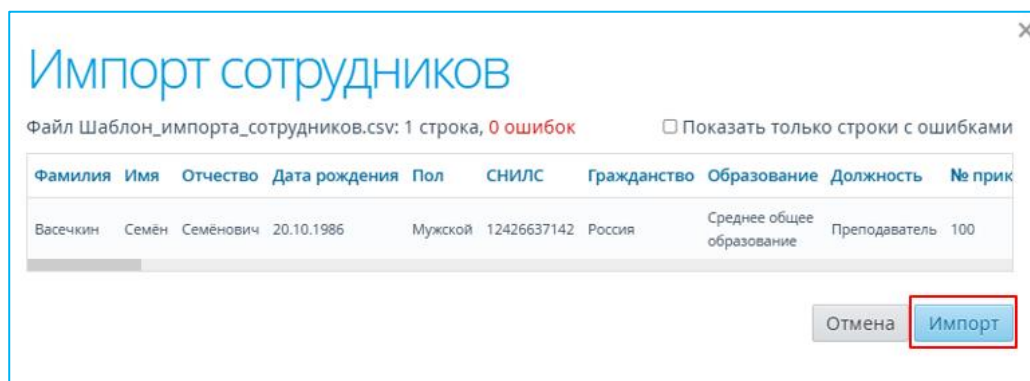 Импорт сотрудников
Файл Шаблон_импорта_сотрудников.csv: 1 строка, 0 ошибок Показать только строки с ошибками
Фамилия Имя Отчество Дата рождения Пол СНИЛС Гражданство Образование Должность № прик
Васечкин Семён Семёнович 20.10.1986 Мужской 12426637142 Россия Среднее общее образование Преподаватель 100
Отмена Импорт